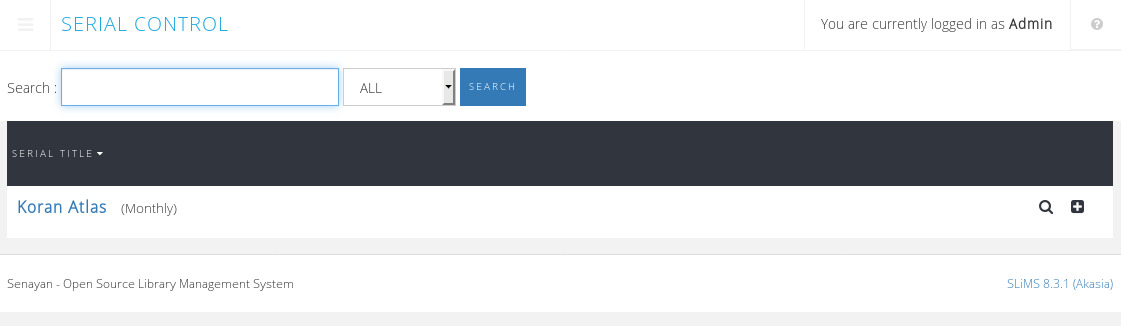 SERIAL CONTROL
You are currently logged in as Admin
Search :
ALL
SEARCH
SERIAL TITLE
Koran Atlas (Monthly)
Senayan - Open Source Library Management System
SLiMS 8.3.1 (Akasia)